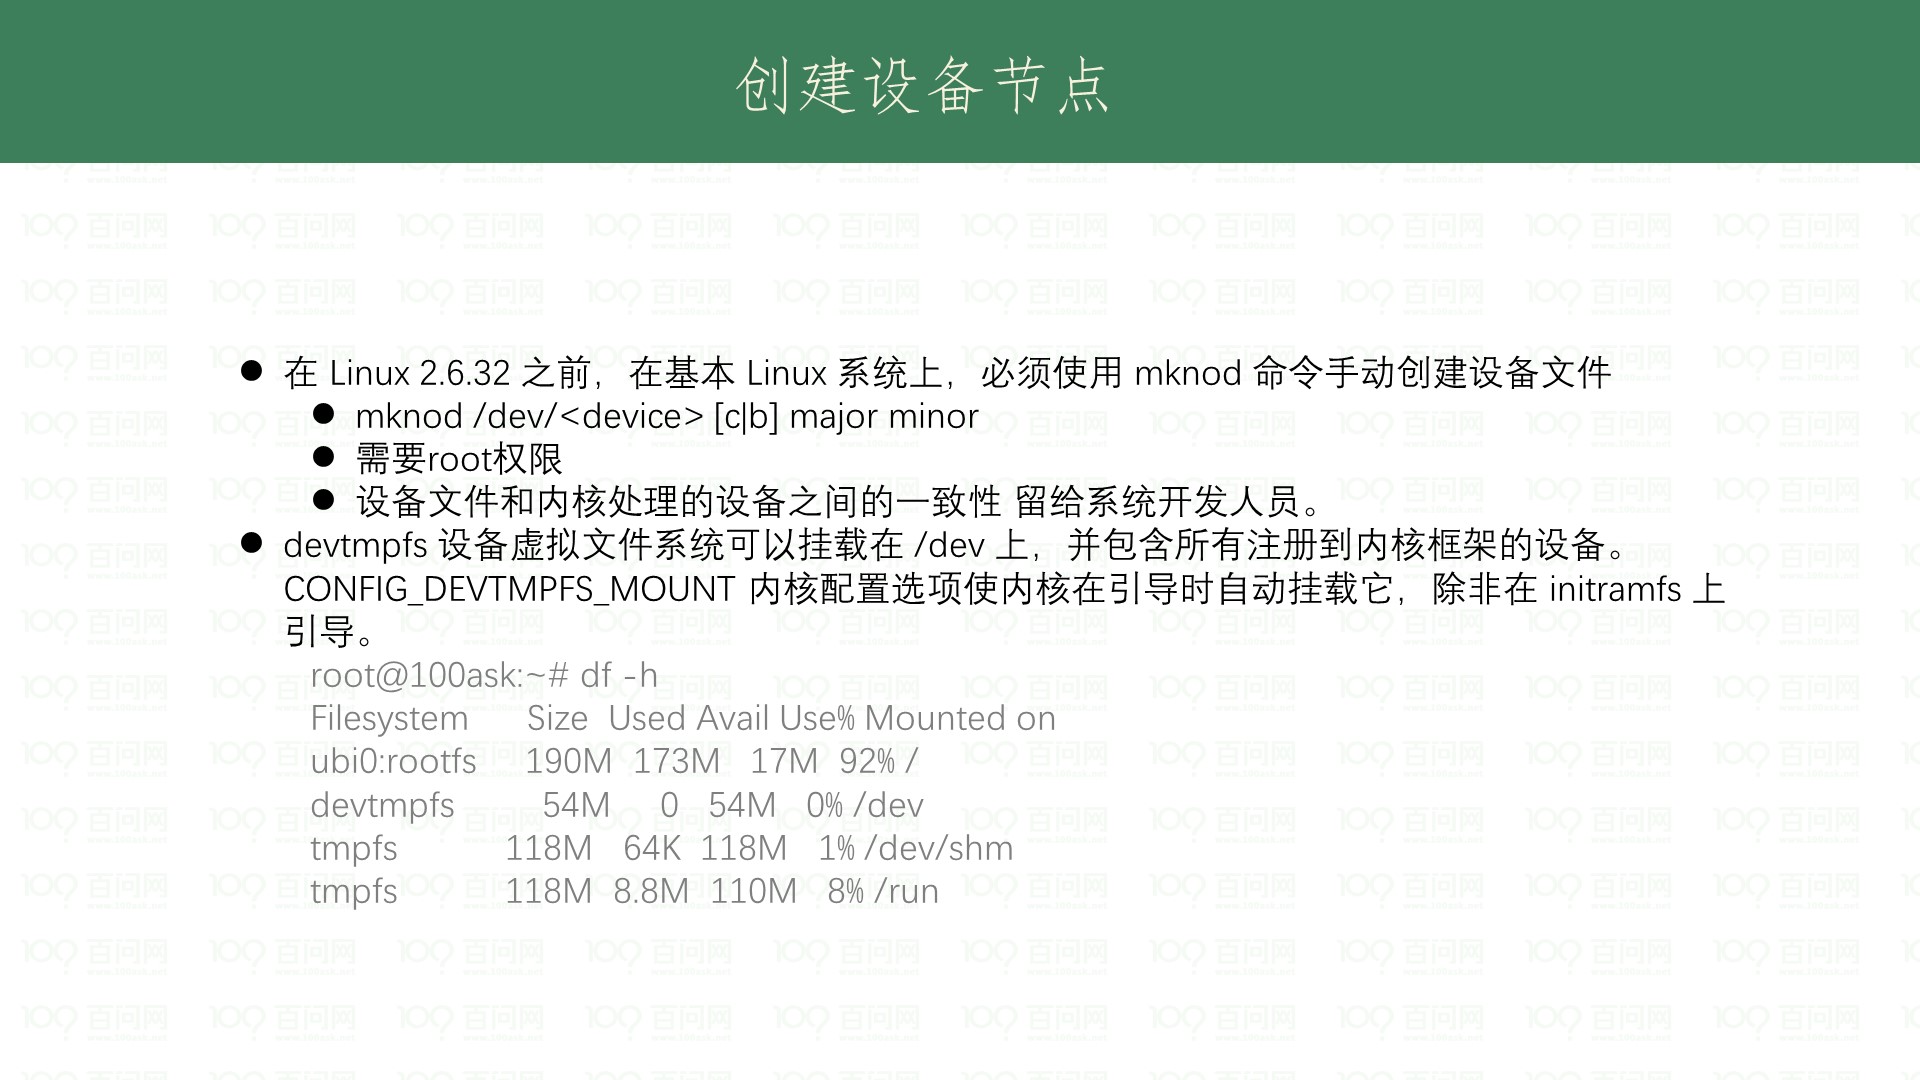 创建设备节点
在 Linux 2.6.32 之前，在基本 Linux 系统上，必须使用 mknod 命令手动创建设备文件
mknod /dev/<device> [c|b] major minor
需要root权限
设备文件和内核处理的设备之间的一致性 留给系统开发人员。
devtmpfs 设备虚拟文件系统可以挂载在 /dev 上，并包含所有注册到内核框架的设备。
CONFIG_DEVTMPFS_MOUNT 内核配置选项使内核在引导时自动挂载它，除非在 initramfs 上
引导。
root@100ask:~# df -h
Filesystem Size Used Avail Use% Mounted on
ubi0:rootfs 190M 173M 17M 92% /
devtmpfs 54M 0 54M 0% /dev
tmpfs 118M 64K 118M 1% /dev/shm
tmpfs 118M 8.8M 110M 8% /run
百问网
www.100ask.net